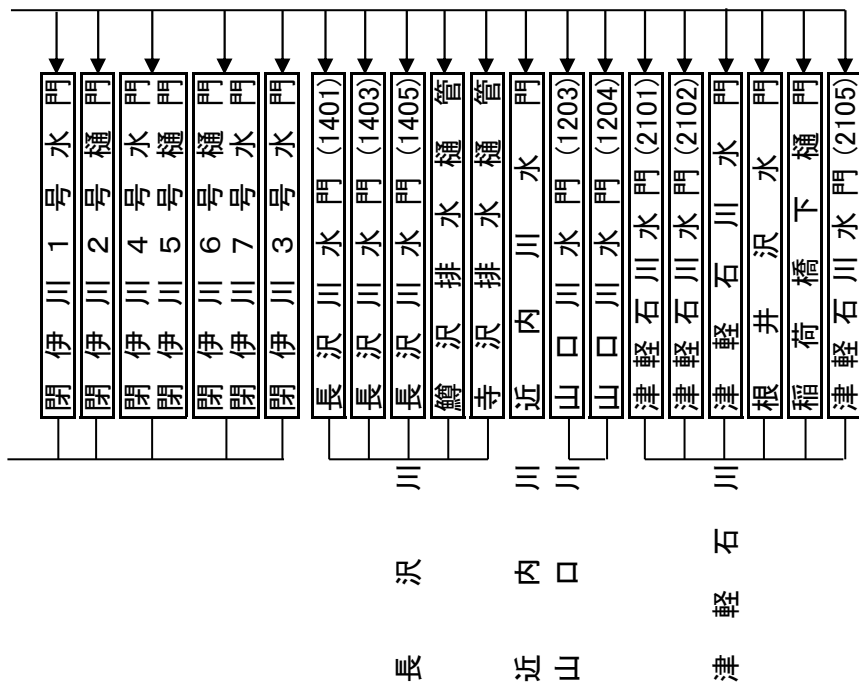 閉伊川1号水門
閉伊川2号樋門
閉伊川4号水門
閉伊川5号樋門
閉伊川6号樋門
閉伊川7号水門
閉伊川3号水門
長沢川水門(1401)
長沢川水門(1403)
長沢川水門(1405)
鱒沢排水樋管
寺沢排水樋管
近内川水門
山口川水門(1203)
山口川水門(1204)
津軽石川水門(2101)
津軽石川水門(2102)
津軽石川水門
根井沢水門
稲荷橋下樋門
津軽石川水門(2105)
長沢川
近内川
山口川
津軽石川